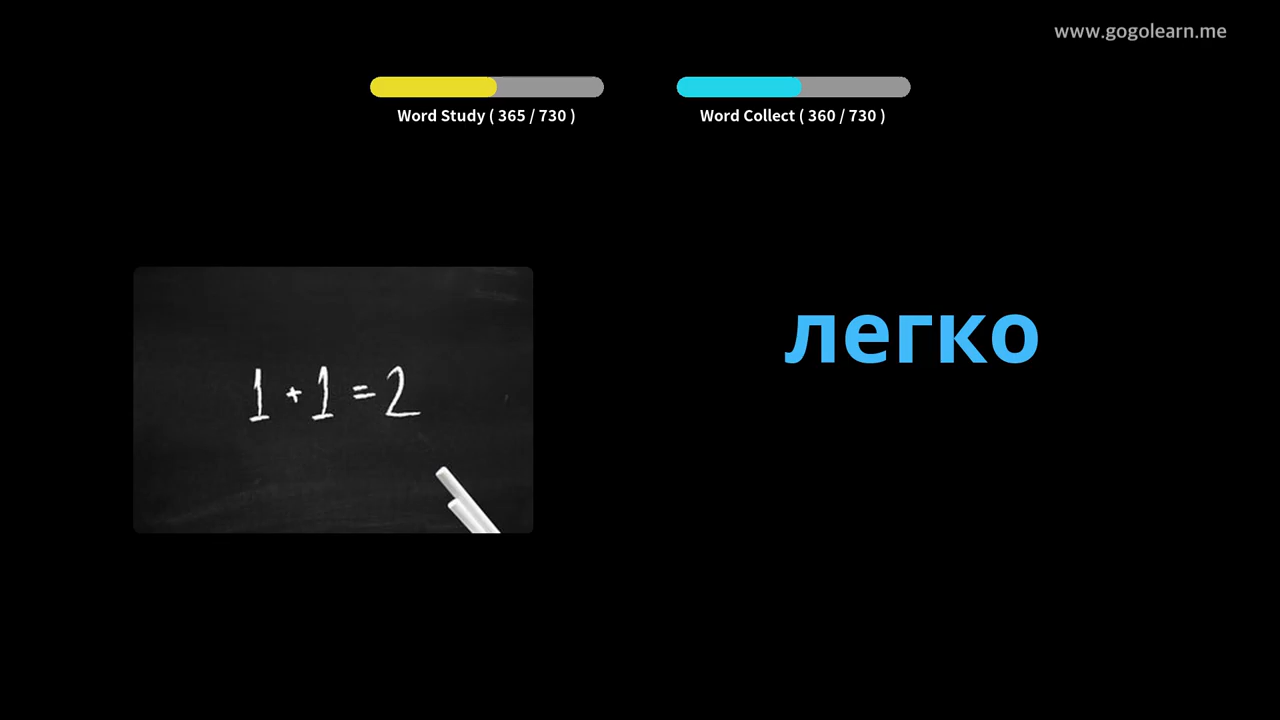 www.gogolearn.me
Word Study ( 365 / 730 )
Word Collect ( 360 / 730 )
легко
1 + 1 = 2